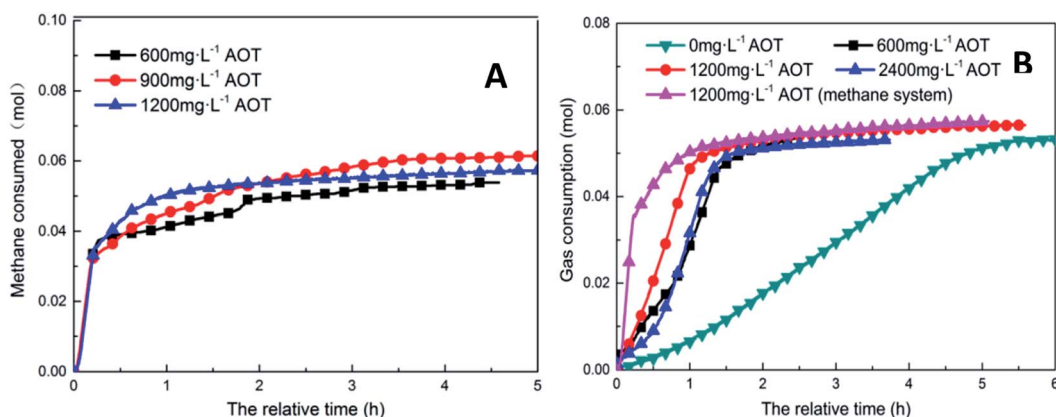 A
600mg·L⁻¹ AOT
900mg·L⁻¹ AOT
1200mg·L⁻¹ AOT
Methane consumed (mol)
0.10
0.08
0.06
0.04
0.02
0.00
0 1 2 3 4 5
The relative time (h)
B
0mg·L⁻¹ AOT 600mg·L⁻¹ AOT
1200mg·L⁻¹ AOT 2400mg·L⁻¹ AOT
1200mg·L⁻¹ AOT (methane system)
Gas consumption (mol)
0.08
0.06
0.04
0.02
0.00
0 1 2 3 4 5 6
The relative time (h)